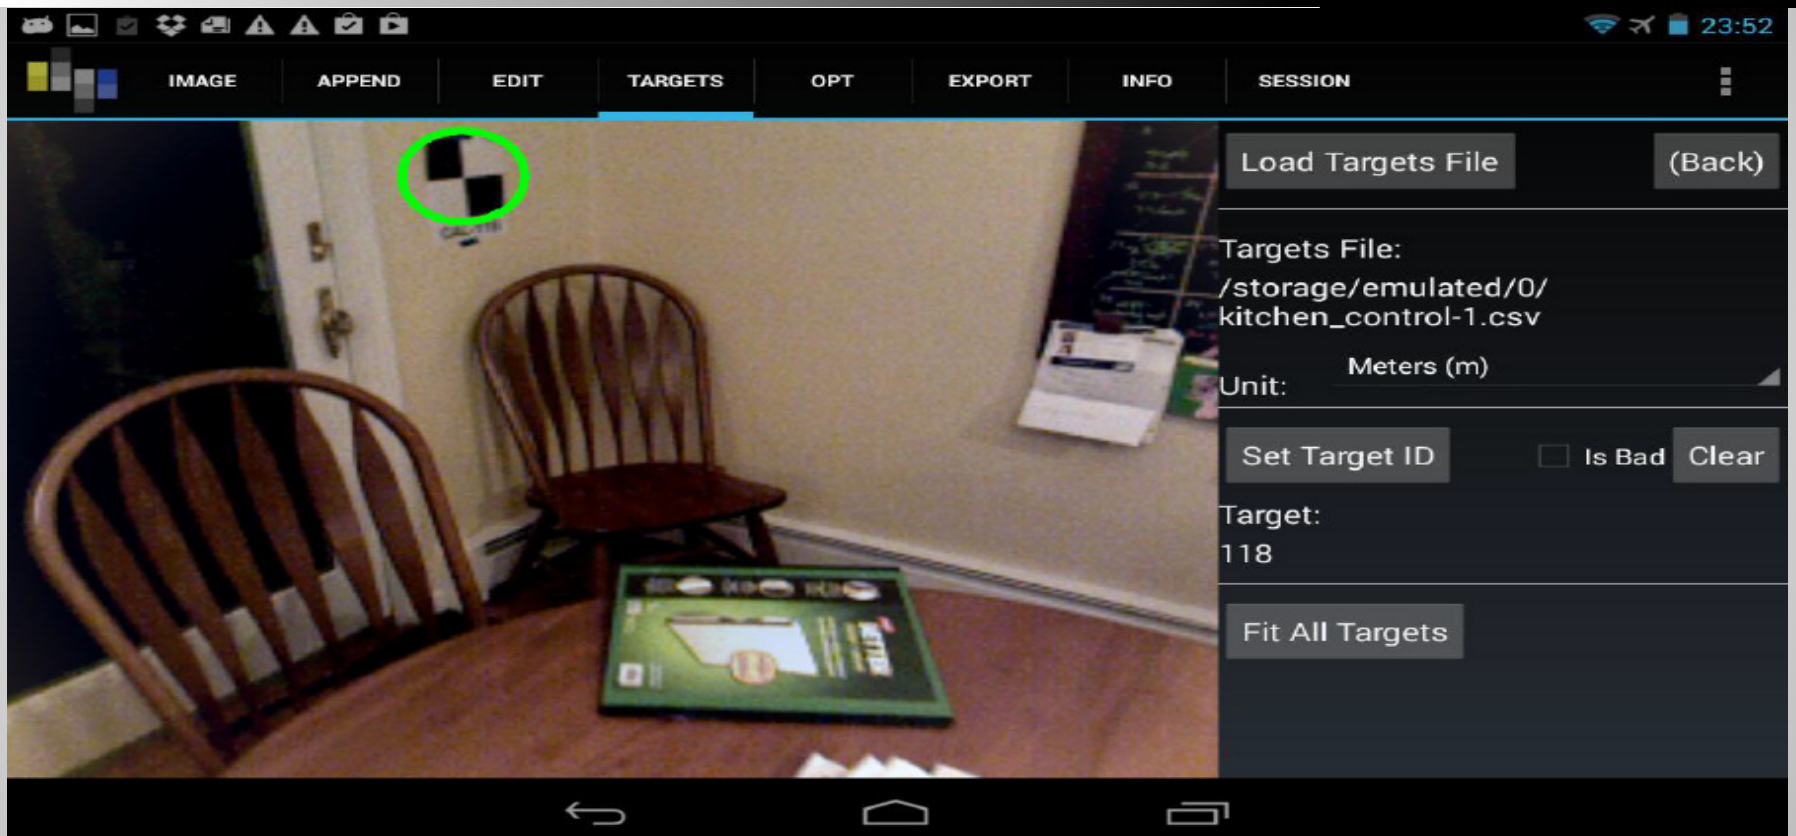 23:52
IMAGE APPEND EDIT TARGETS OPT EXPORT INFO SESSION
Load Targets File (Back)
Targets File:
/storage/emulated/0/
kitchen_control-1.csv
Unit: Meters (m)
Set Target ID Is Bad Clear
Target:
118
Fit All Targets